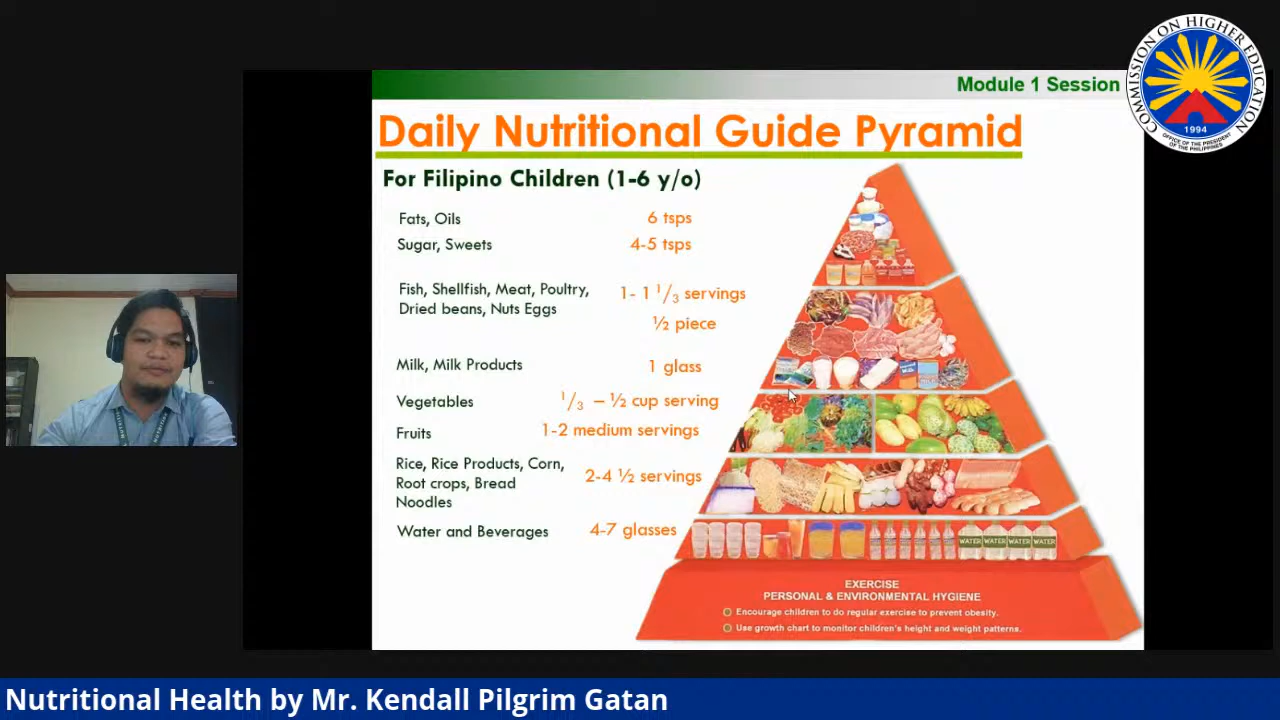 Module 1 Session
COMMISSION ON HIGHER EDUCATION
1994
OFFICE OF THE PRESIDENT
OF THE PHILIPPINES
Daily Nutritional Guide Pyramid
For Filipino Children (1-6 y/o)
Fats, Oils 6 tsps
Sugar, Sweets 4-5 tsps
Fish, Shellfish, Meat, Poultry, 1- 1 1/3 servings
Dried beans, Nuts Eggs
½ piece
Milk, Milk Products 1 glass
Vegetables 1/3 – ½ cup serving
Fruits 1-2 medium servings
Rice, Rice Products, Corn,
Root crops, Bread 2-4 ½ servings
Noodles
Water and Beverages 4-7 glasses
WATER WATER WATER WATER
EXERCISE
PERSONAL & ENVIRONMENTAL HYGIENE
Encourage children to do regular exercise to prevent obesity.
Use growth chart to monitor children's height and weight patterns.
Nutritional Health by Mr. Kendall Pilgrim Gatan